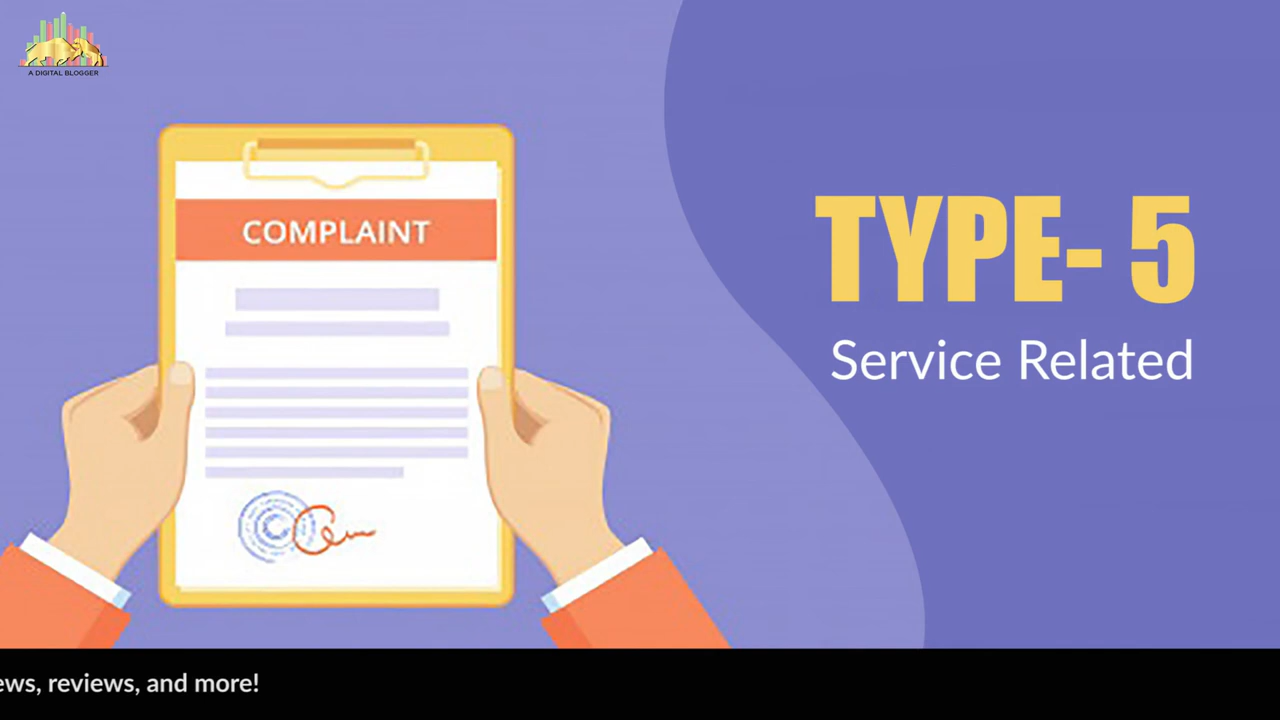 A DIGITAL BLOGGER
COMPLAINT
TYPE- 5
Service Related
ews, reviews, and more!